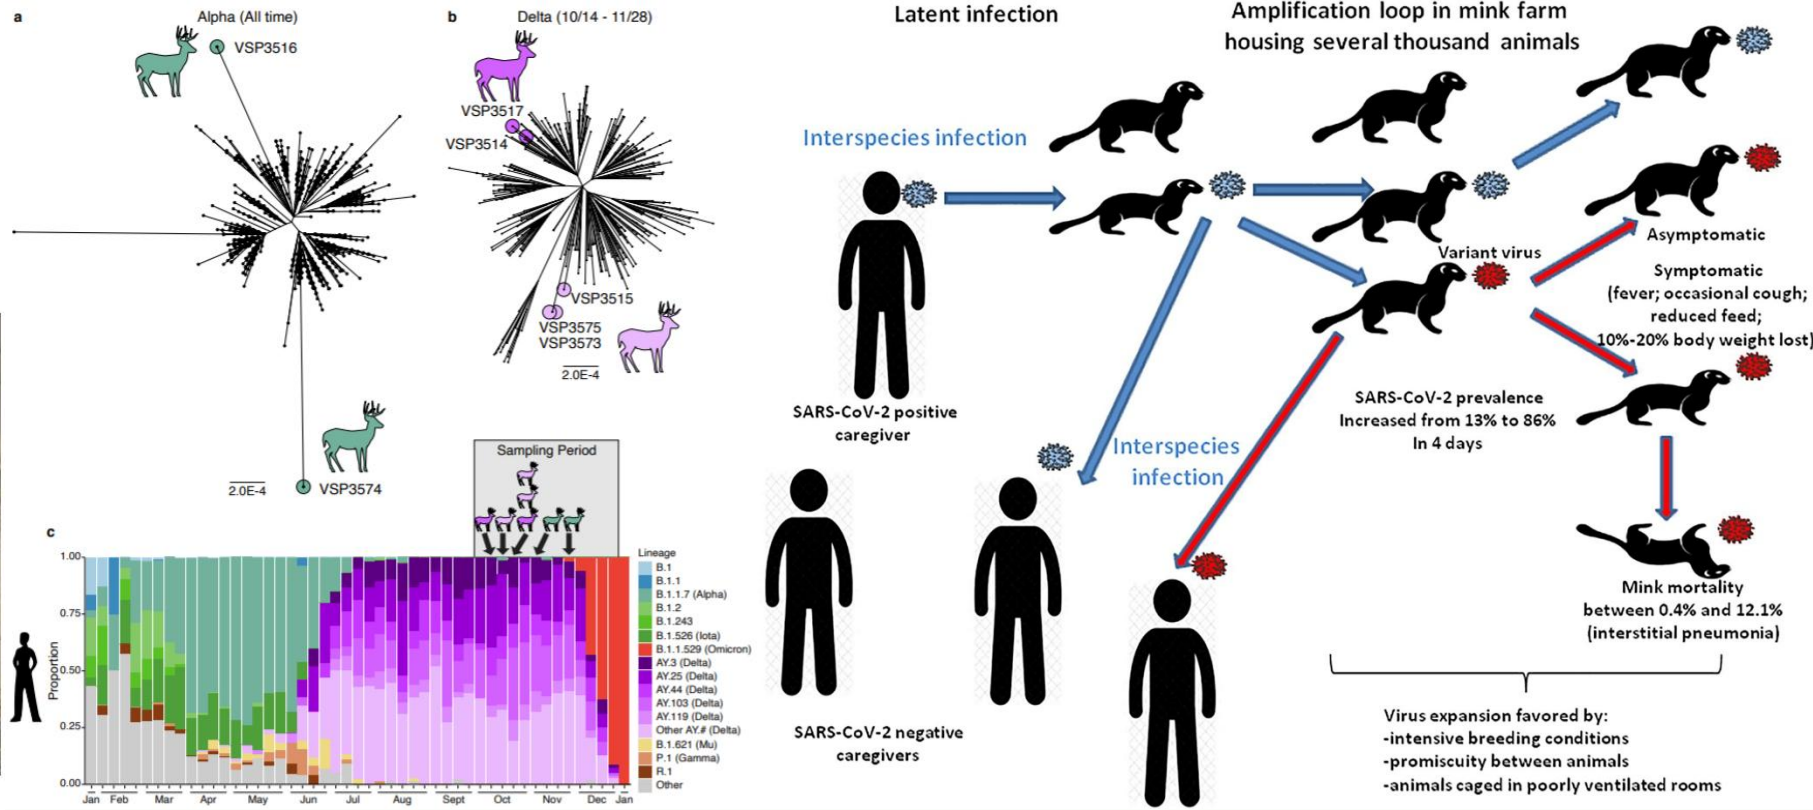 a
Alpha (All time)
VSP3516
VSP3574
2.0E-4
b
Delta (10/14 - 11/28)
VSP3517
VSP3514
VSP3515
VSP3575
VSP3573
2.0E-4
c
Sampling Period
Proportion
1.00
0.75
0.50
0.25
0.00
Jan Feb Mar Apr May Jun Jul Aug Sept Oct Nov Dec Jan
Lineage
B.1
B.1.1
B.1.1.7 (Alpha)
B.1.2
B.1.243
B.1.526 (Iota)
B.1.1.529 (Omicron)
AY.3 (Delta)
AY.25 (Delta)
AY.44 (Delta)
AY.103 (Delta)
AY.119 (Delta)
Other AY.# (Delta)
B.1.621 (Mu)
P.1 (Gamma)
R.1
Other
Latent infection
Amplification loop in mink farm
housing several thousand animals
Interspecies infection
SARS-CoV-2 positive
caregiver
Variant virus
Asymptomatic
Symptomatic
(fever; occasional cough;
reduced feed;
10%-20% body weight lost)
SARS-CoV-2 prevalence
Increased from 13% to 86%
In 4 days
Interspecies
infection
Mink mortality
between 0.4% and 12.1%
(interstitial pneumonia)
SARS-CoV-2 negative
caregivers
Virus expansion favored by:
-intensive breeding conditions
-promiscuity between animals
-animals caged in poorly ventilated rooms